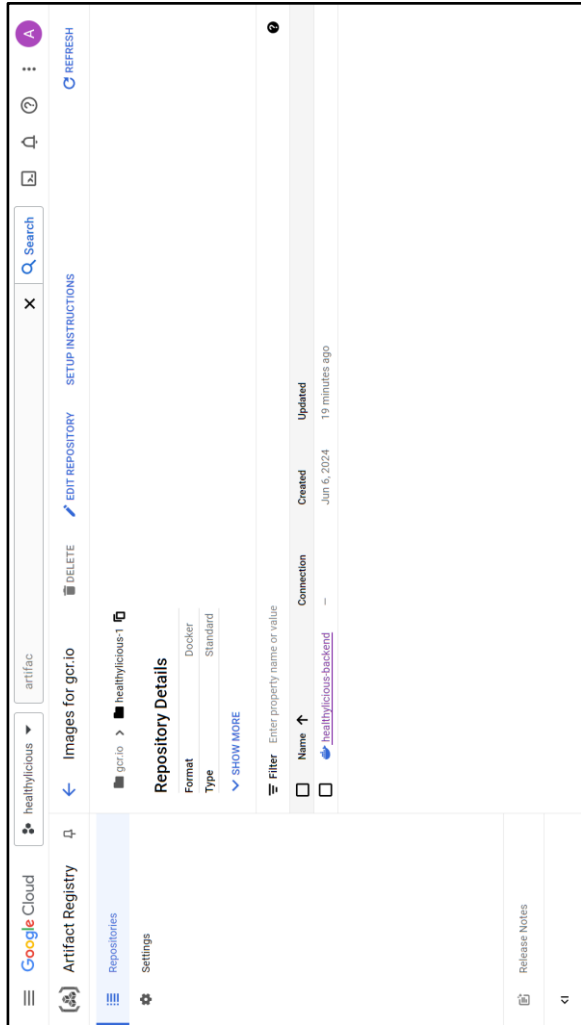 Google Cloud
healthylicious
artifac
Search
A
Artifact Registry
Images for gcr.io
DELETE
EDIT REPOSITORY
SETUP INSTRUCTIONS
REFRESH
Repositories
Settings
Release Notes
gcr.io > healthylicious-1
Repository Details
Format Docker
Type Standard
SHOW MORE
Filter Enter property name or value
Name Connection Created Updated
healthylicious-backend – Jun 6, 2024 19 minutes ago